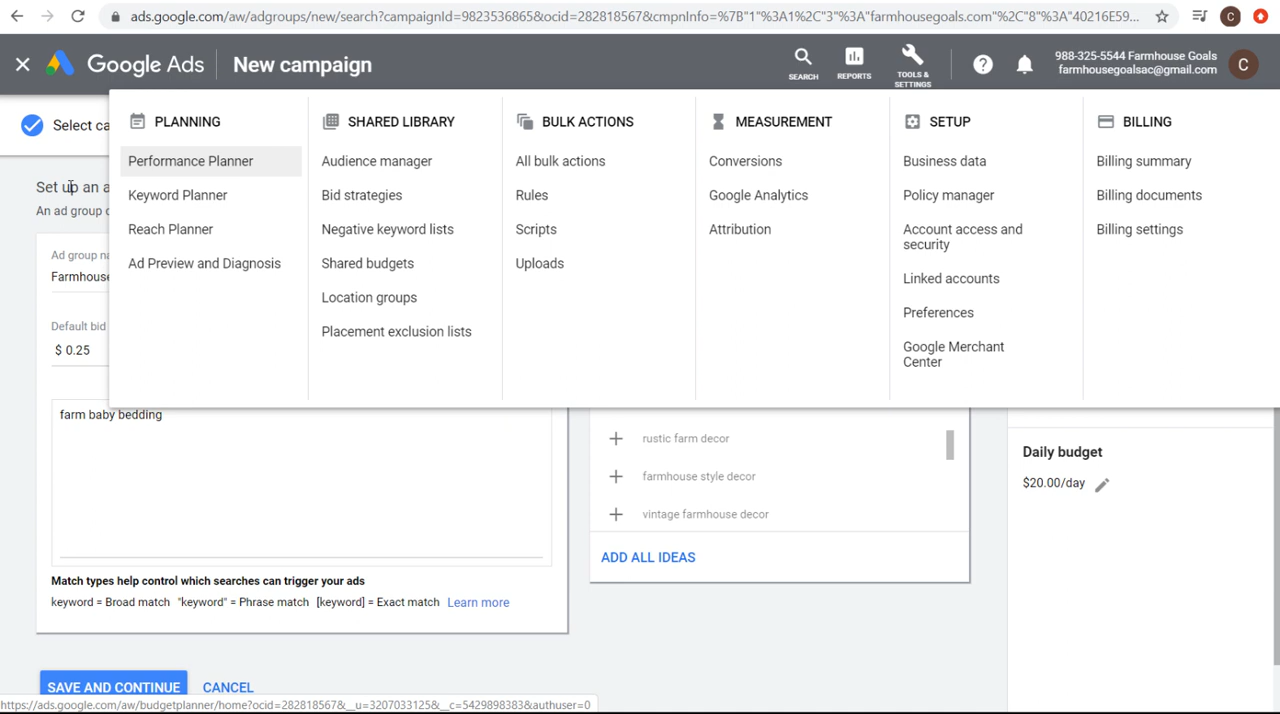 ads.google.com/aw/adgroups/new/search?campaignId=9823536865&ocid=282818567&cmpnInfo=%7B"1"%3A1%2C"3"%3A"farmhousegoals.com"%2C"8"%3A"40216E59...
C
Google Ads
New campaign
SEARCH
REPORTS
TOOLS &
SETTINGS
988-325-5544 Farmhouse Goals
farmhousegoalsac@gmail.com
C
Select ca
PLANNING
Performance Planner
Keyword Planner
Reach Planner
Ad Preview and Diagnosis
SHARED LIBRARY
Audience manager
Bid strategies
Negative keyword lists
Shared budgets
Location groups
Placement exclusion lists
BULK ACTIONS
All bulk actions
Rules
Scripts
Uploads
MEASUREMENT
Conversions
Google Analytics
Attribution
SETUP
Business data
Policy manager
Account access and
security
Linked accounts
Preferences
Google Merchant
Center
BILLING
Billing summary
Billing documents
Billing settings
Set up an a
An ad group c
Ad group na
Farmhouse
Default bid
$ 0.25
farm baby bedding
Match types help control which searches can trigger your ads
keyword = Broad match "keyword" = Phrase match [keyword] = Exact match Learn more
rustic farm decor
farmhouse style decor
vintage farmhouse decor
ADD ALL IDEAS
Daily budget
$20.00/day
SAVE AND CONTINUE
CANCEL
https://ads.google.com/aw/budgetplanner/home?ocid=282818567&__u=3207033125&__c=5429898383&authuser=0